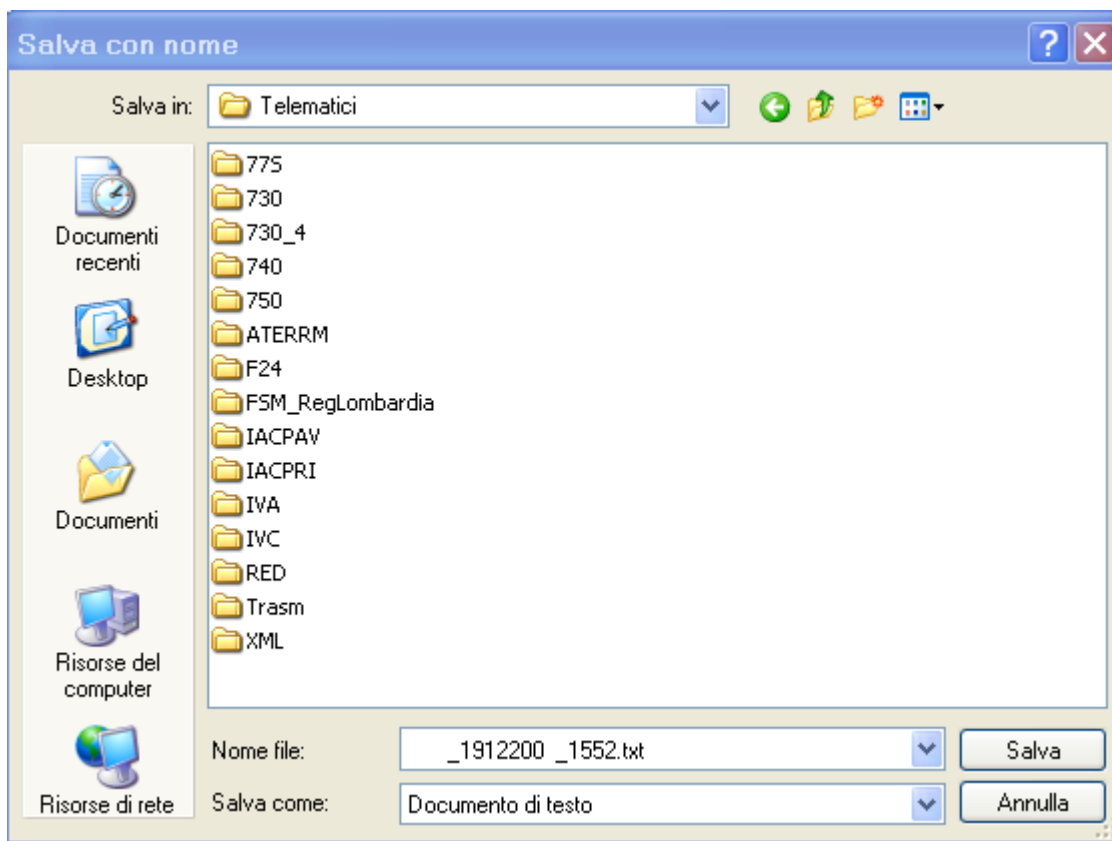 Salva con nome
Salva in: Telematici
77S
730
730_4
740
750
ATERRM
F24
FSM_RegLombardia
IACPAV
IACPRI
IVA
IVC
RED
Trasm
XML
Documenti
recenti
Desktop
Documenti
Risorse del
computer
Risorse di rete
Nome file: _1912200 _1552.txt Salva
Salva come: Documento di testo Annulla